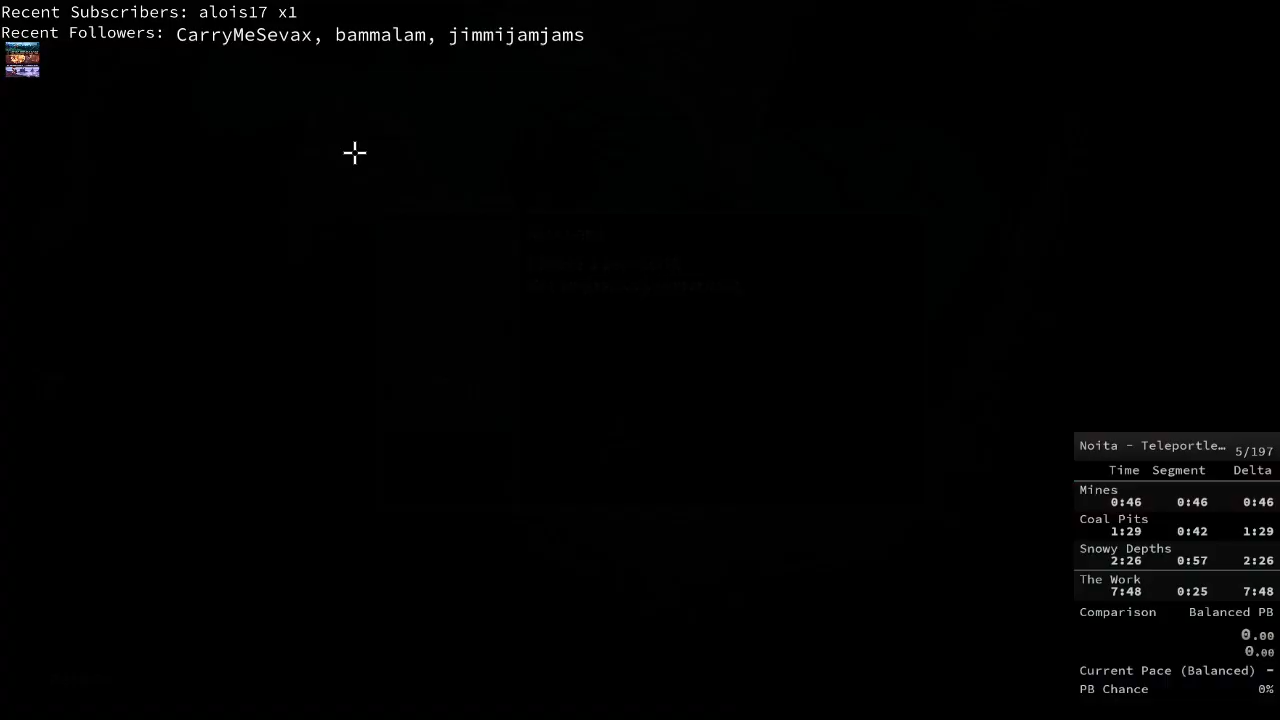 Recent Subscribers: alois17 x1
Recent Followers: CarryMeSevax, bammalam, jimmijamjams
Noita - Teleportle… 5/197
Time Segment Delta
Mines
0:46 0:46 0:46
Coal Pits
1:29 0:42 1:29
Snowy Depths
2:26 0:57 2:26
The Work
7:48 0:25 7:48
Comparison Balanced PB
0.00
0.00
Current Pace (Balanced) -
PB Chance 0%